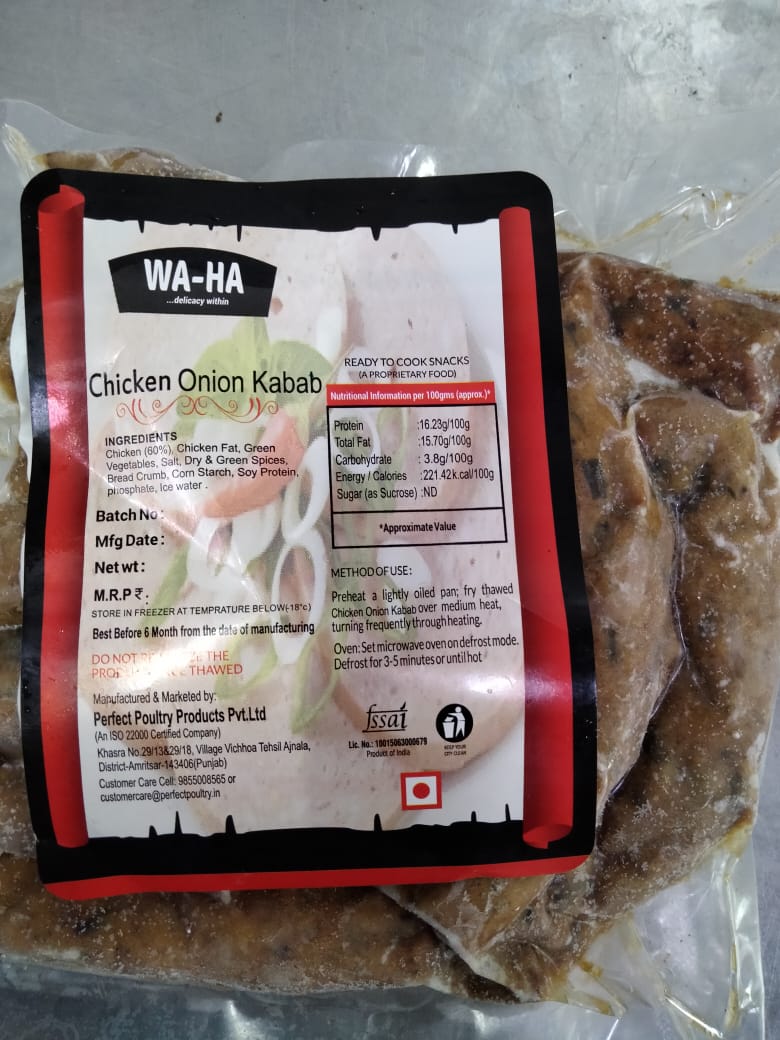 WA-HA
...delicacy within
Chicken Onion Kabab
INGREDIENTS
Chicken (60%), Chicken Fat, Green
Vegetables, Salt, Dry & Green Spices,
Bread Crumb, Corn Starch, Soy Protein,
phosphate, Ice water .
Batch No :
Mfg Date :
Net wt :
M.R.P ₹ :
STORE IN FREEZER AT TEMPRATURE BELOW(-18°c)
Best Before 6 Month from the date of manufacturing
DO NOT THE
THAWED
Manufactured & Marketed by:
Perfect Poultry Products Pvt.Ltd
(An ISO 22000 Certified Company)
Khasra No.29/13&29/18, Village Vichhoa Tehsil Ajnala,
District-Amritsar-143406(Punjab)
Customer Care Cell: 9855008565 or
customercare@perfectpoultry.in
READY TO COOK SNACKS
(A PROPRIETARY FOOD)
Nutritional Information per 100gms (approx.)*
Protein :16.23g/100g
Total Fat :15.70g/100g
Carbohydrate : 3.8g/100g
Energy / Calories :221.42k.cal/100g
Sugar (as Sucrose) :ND
*Approximate Value
METHOD OF USE :
Preheat a lightly oiled pan; fry thawed
Chicken Onion Kabab over medium heat,
turning frequently through heating.
Oven: Set microwave oven on defrost mode.
Defrost for 3-5 minutes or until hot
fssai
Lic. No.: 10015063000679
Product of India
KEEP YOUR
CITY CLEAN